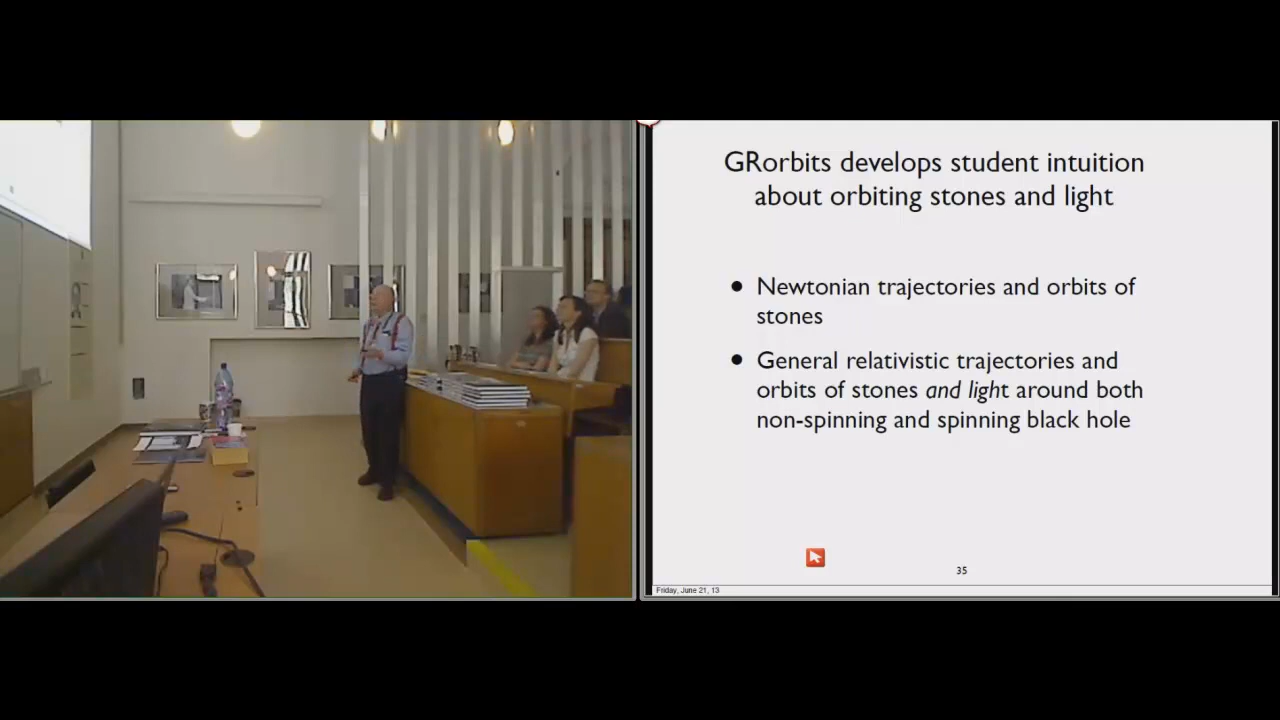 GRorbits develops student intuition
about orbiting stones and light
● Newtonian trajectories and orbits of
stones
● General relativistic trajectories and
orbits of stones and light around both
non-spinning and spinning black hole
35
Friday, June 21, 13